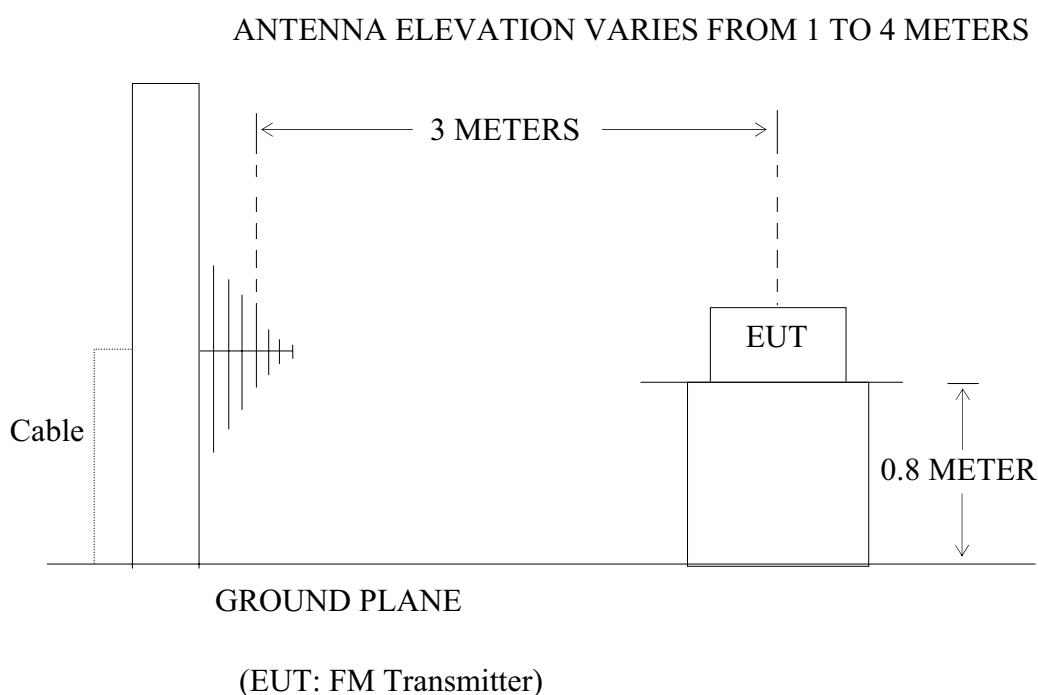 ANTENNA ELEVATION VARIES FROM 1 TO 4 METERS
3 METERS
EUT
Cable
0.8 METER
GROUND PLANE
(EUT: FM Transmitter)